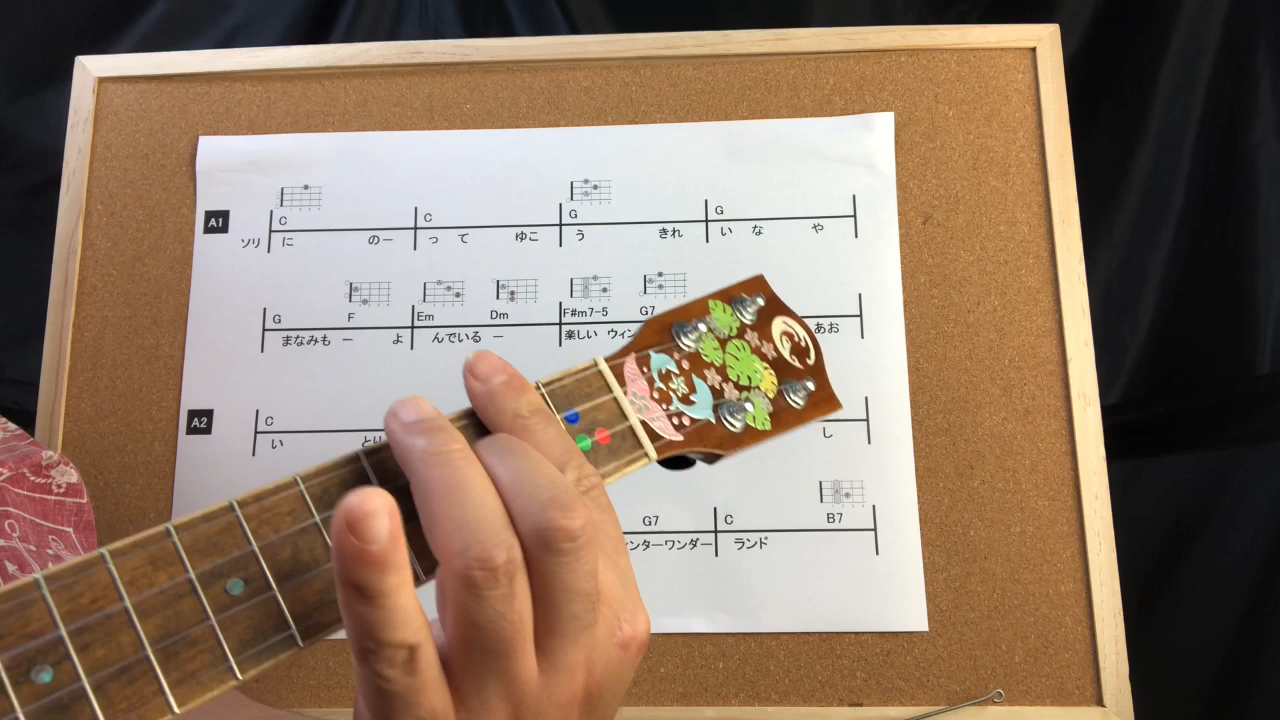 A1 C C G G
ソリ に のー っ て ゆこ う きれ い な や
G F Em Dm F#m7-5 G7
まなみも ー よ んでいる ー 楽しい ウィン あお
A2 C
い とり し
G7 C B7
ンターワンダー ランド